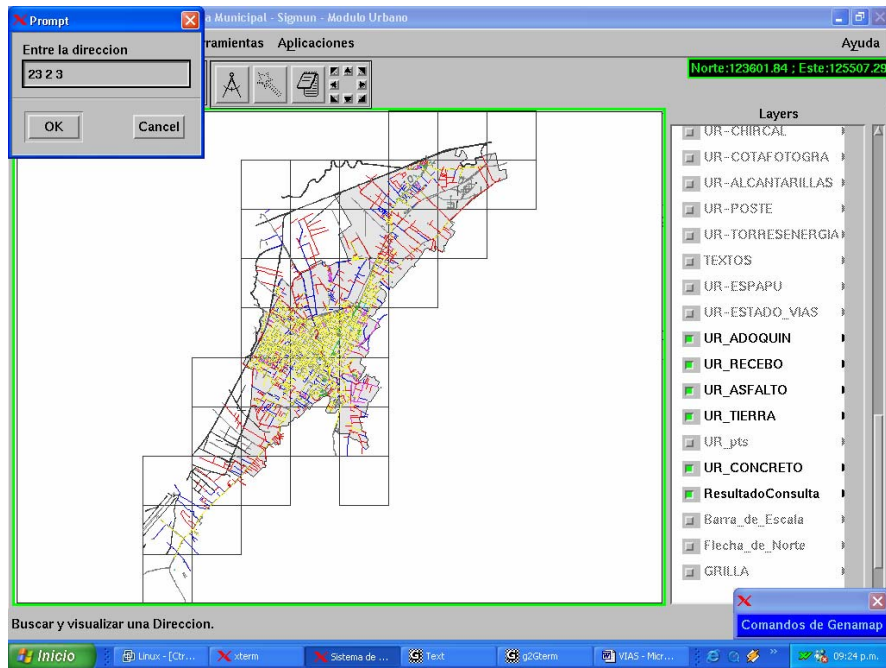 Prompt
a Municipal - Sigmun - Modulo Urbano
Entre la direccion
23 2 3
OK
Cancel
ramientas
Aplicaciones
Ayuda
Norte:123601.84 ; Este:125507.29
Layers
UR-CHIRCAL
UR-COTAFOTOGRA
UR-ALCANTARILLAS
UR-POSTE
UR-TORRESENERGIA
TEXTOS
UR-ESPAPU
UR-ESTADO_VIAS
UR_ADOQUIN
UR_RECEBO
UR_ASFALTO
UR_TIERRA
UR_pts
UR_CONCRETO
ResultadoConsulta
Barra_de_Escala
Flecha_de_Norte
GRILLA
Buscar y visualizar una Direccion.
Comandos de Genamap
Inicio
Linux - [Ctr...
xterm
Sistema de ...
Text
g2Gterm
VIAS - Micr...
09:24 p.m.